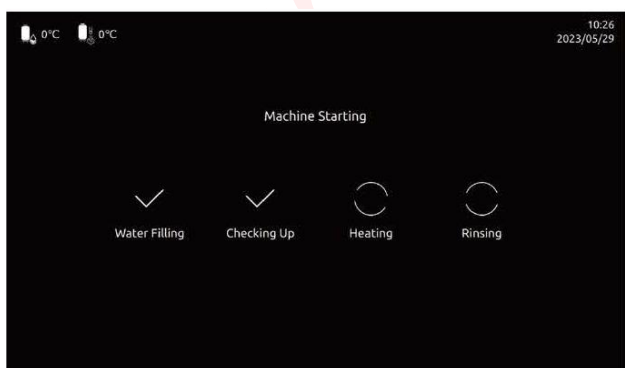 0°C 0°C 10:26
2023/05/29
Machine Starting
Water Filling Checking Up Heating Rinsing